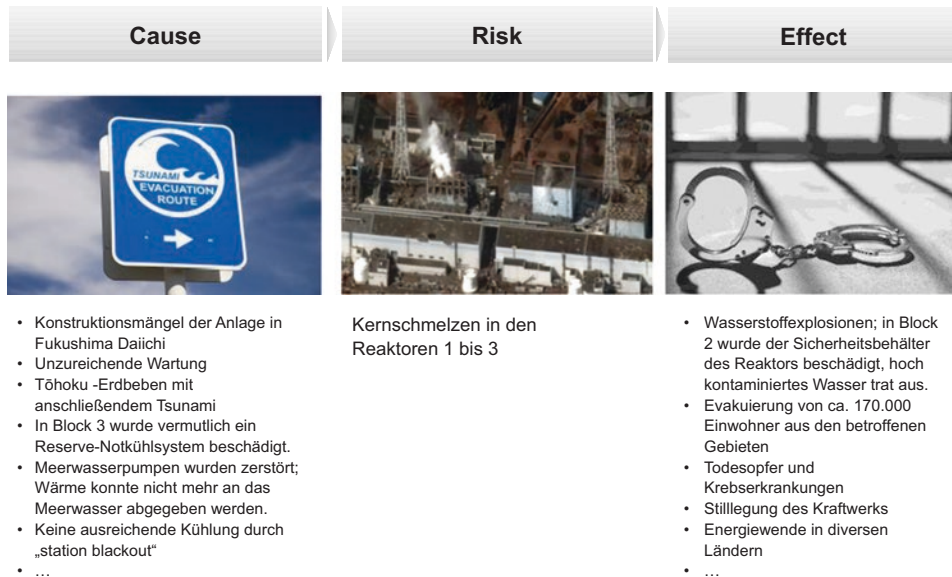 Cause
Risk
Effect
TSUNAMI
EVACUATION
ROUTE
• Konstruktionsmängel der Anlage in
Fukushima Daiichi
• Unzureichende Wartung
• Tōhoku -Erdbeben mit
anschließendem Tsunami
• In Block 3 wurde vermutlich ein
Reserve-Notkühlsystem beschädigt.
• Meerwasserpumpen wurden zerstört;
Wärme konnte nicht mehr an das
Meerwasser abgegeben werden.
• Keine ausreichende Kühlung durch
„station blackout“
• …
Kernschmelzen in den
Reaktoren 1 bis 3
• Wasserstoffexplosionen; in Block
2 wurde der Sicherheitsbehälter
des Reaktors beschädigt, hoch
kontaminiertes Wasser trat aus.
• Evakuierung von ca. 170.000
Einwohner aus den betroffenen
Gebieten
• Todesopfer und
Krebserkrankungen
• Stilllegung des Kraftwerks
• Energiewende in diversen
Ländern
• …